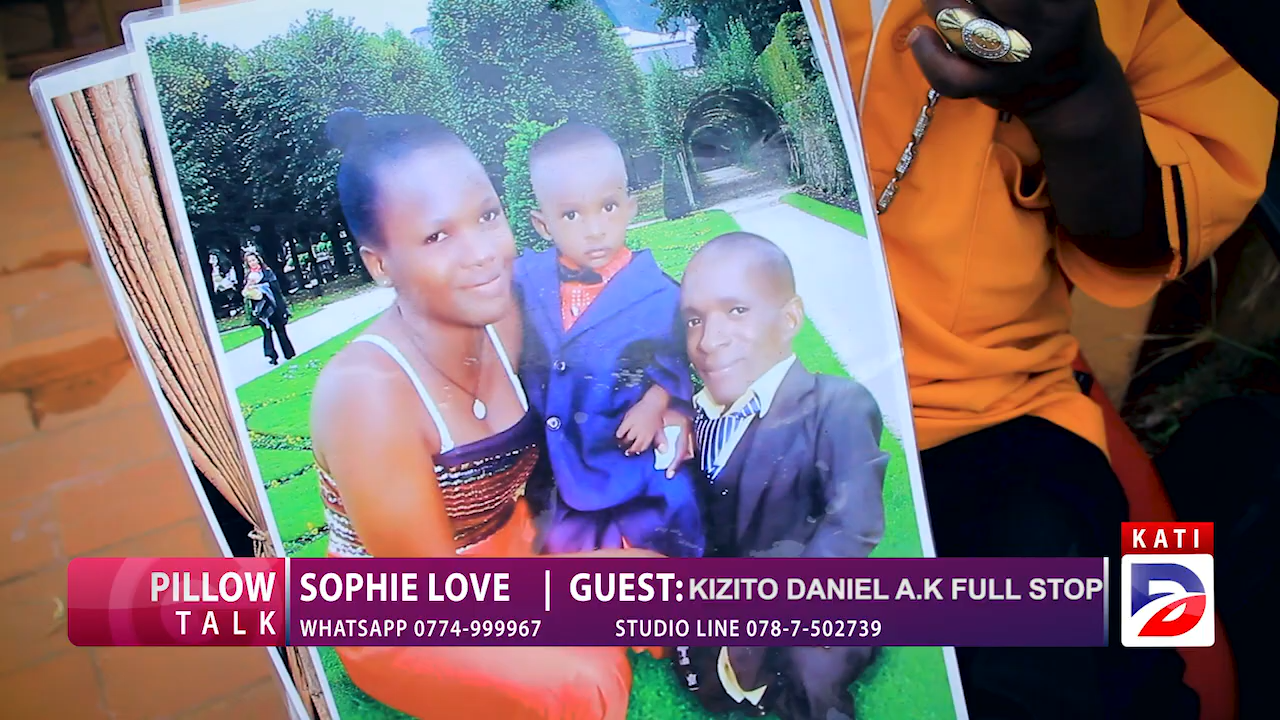 KATI
PILLOW
TALK
SOPHIE LOVE | GUEST: KIZITO DANIEL A.K FULL STOP
WHATSAPP 0774-999967 STUDIO LINE 078-7-502739